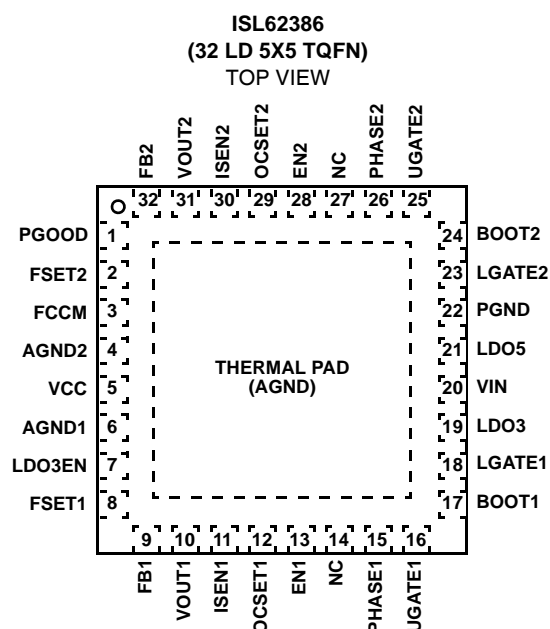 ISL62386
(32 LD 5X5 TQFN)
TOP VIEW
FB2
VOUT2
ISEN2
OCSET2
EN2
NC
PHASE2
UGATE2
32 31 30 29 28 27 26 25
PGOOD 1 24 BOOT2
FSET2 2 23 LGATE2
FCCM 3 22 PGND
AGND2 4 21 LDO5
THERMAL PAD
(AGND)
VCC 5 20 VIN
AGND1 6 19 LDO3
LDO3EN 7 18 LGATE1
FSET1 8 17 BOOT1
9 10 11 12 13 14 15 16
FB1
VOUT1
ISEN1
OCSET1
EN1
NC
PHASE1
UGATE1